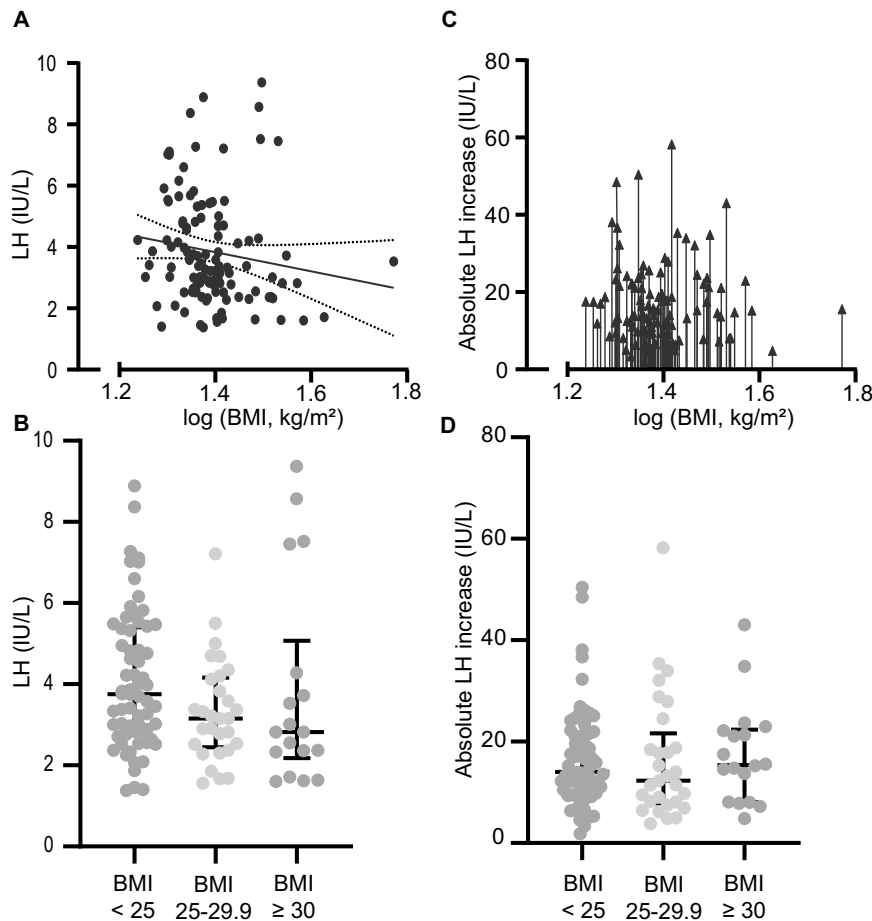 A
LH (IU/L)
10
8
6
4
2
0
1.2
1.4
1.6
1.8
log (BMI, kg/m²)
C
Absolute LH increase (IU/L)
80
60
40
20
0
1.2
1.4
1.6
1.8
log (BMI, kg/m²)
B
LH (IU/L)
10
8
6
4
2
0
BMI
< 25
BMI
25-29.9
BMI
≥ 30
D
Absolute LH increase (IU/L)
80
60
40
20
0
BMI
< 25
BMI
25-29.9
BMI
≥ 30